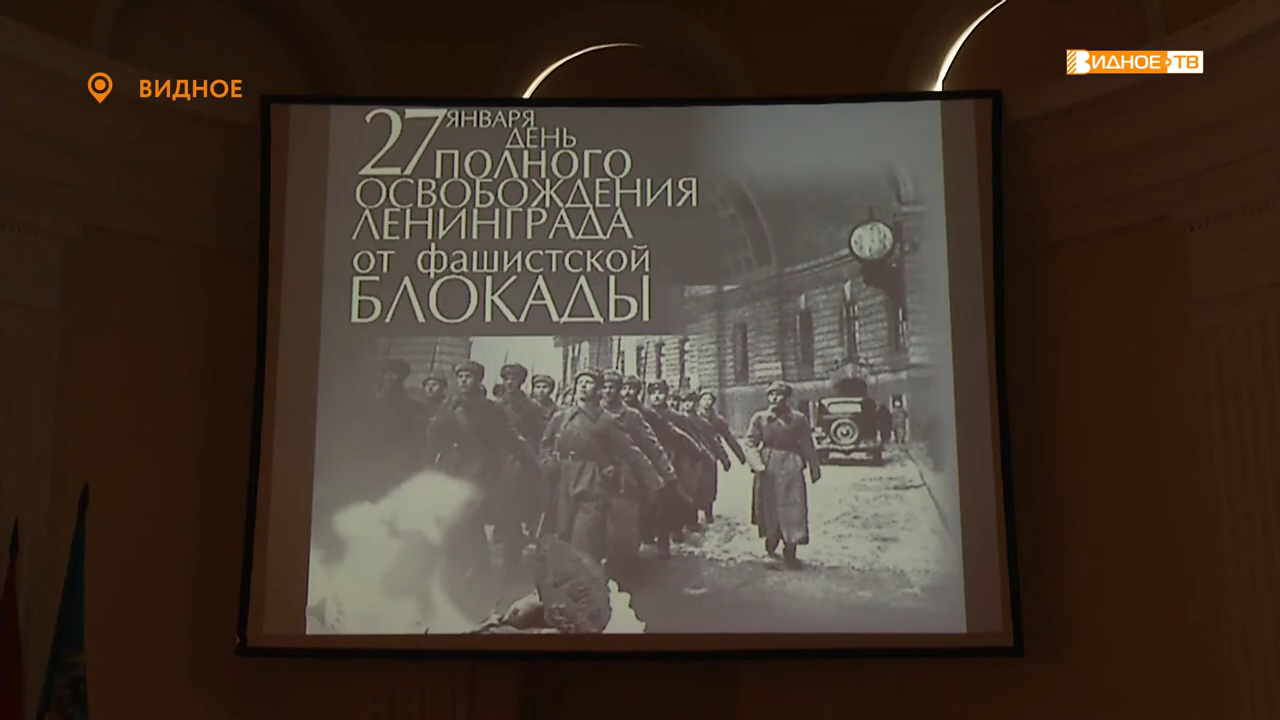 ВИДНОЕ
ВИДНОЕ ТВ
27 ЯНВАРЯ
ДЕНЬ
ПОЛНОГО
ОСВОБОЖДЕНИЯ
ЛЕНИНГРАДА
от фашистской
БЛОКАДЫ